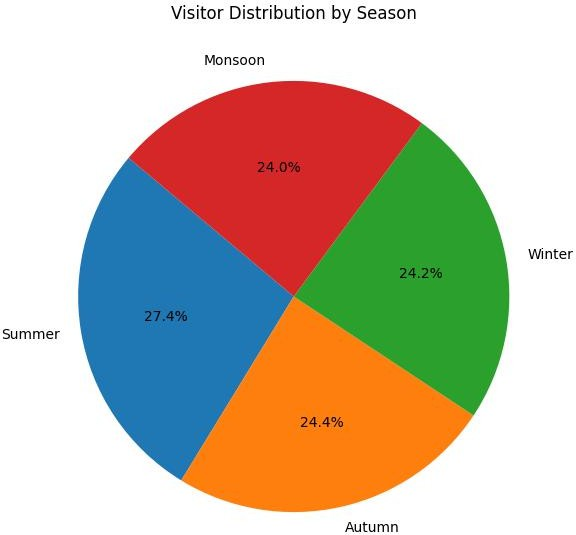 Visitor Distribution by Season
Monsoon
24.0%
Winter
24.2%
27.4%
Summer
24.4%
Autumn